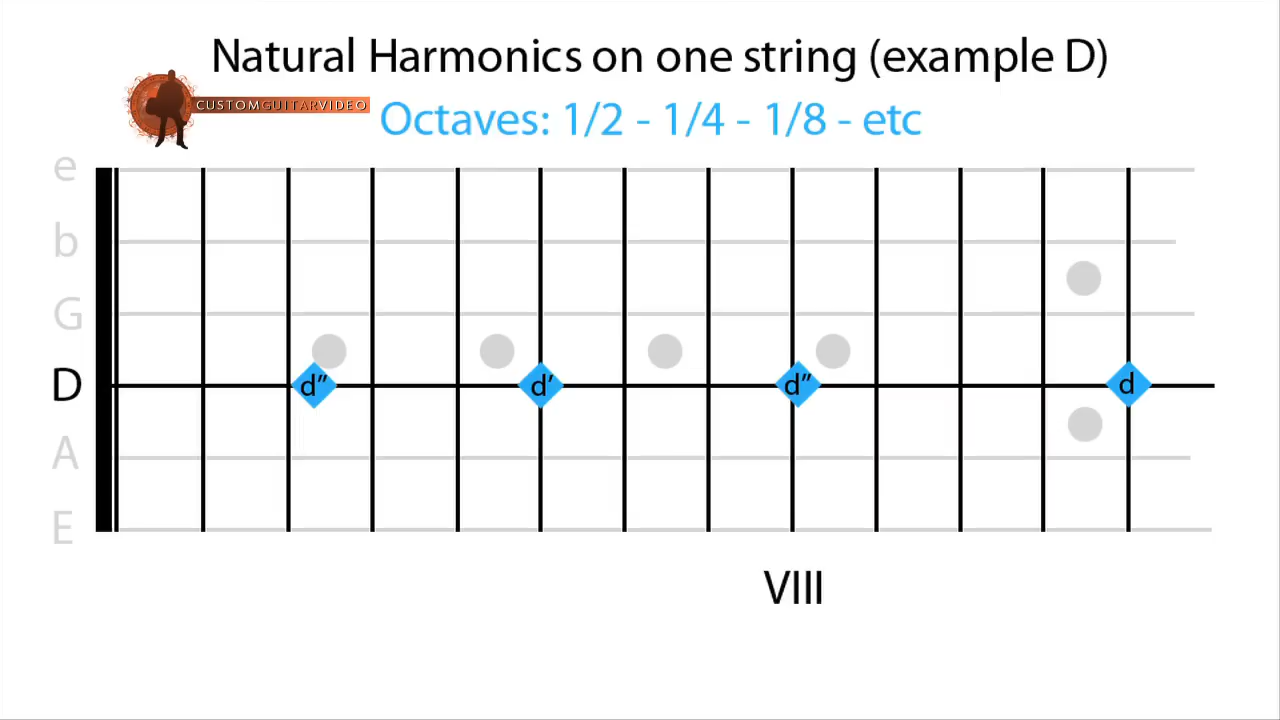 Natural Harmonics on one string (example D)
CUSTOMGUITARVIDEO
Octaves: 1/2 - 1/4 - 1/8 - etc
e
b
G
D
d″ d′ d″ d
A
E
VIII